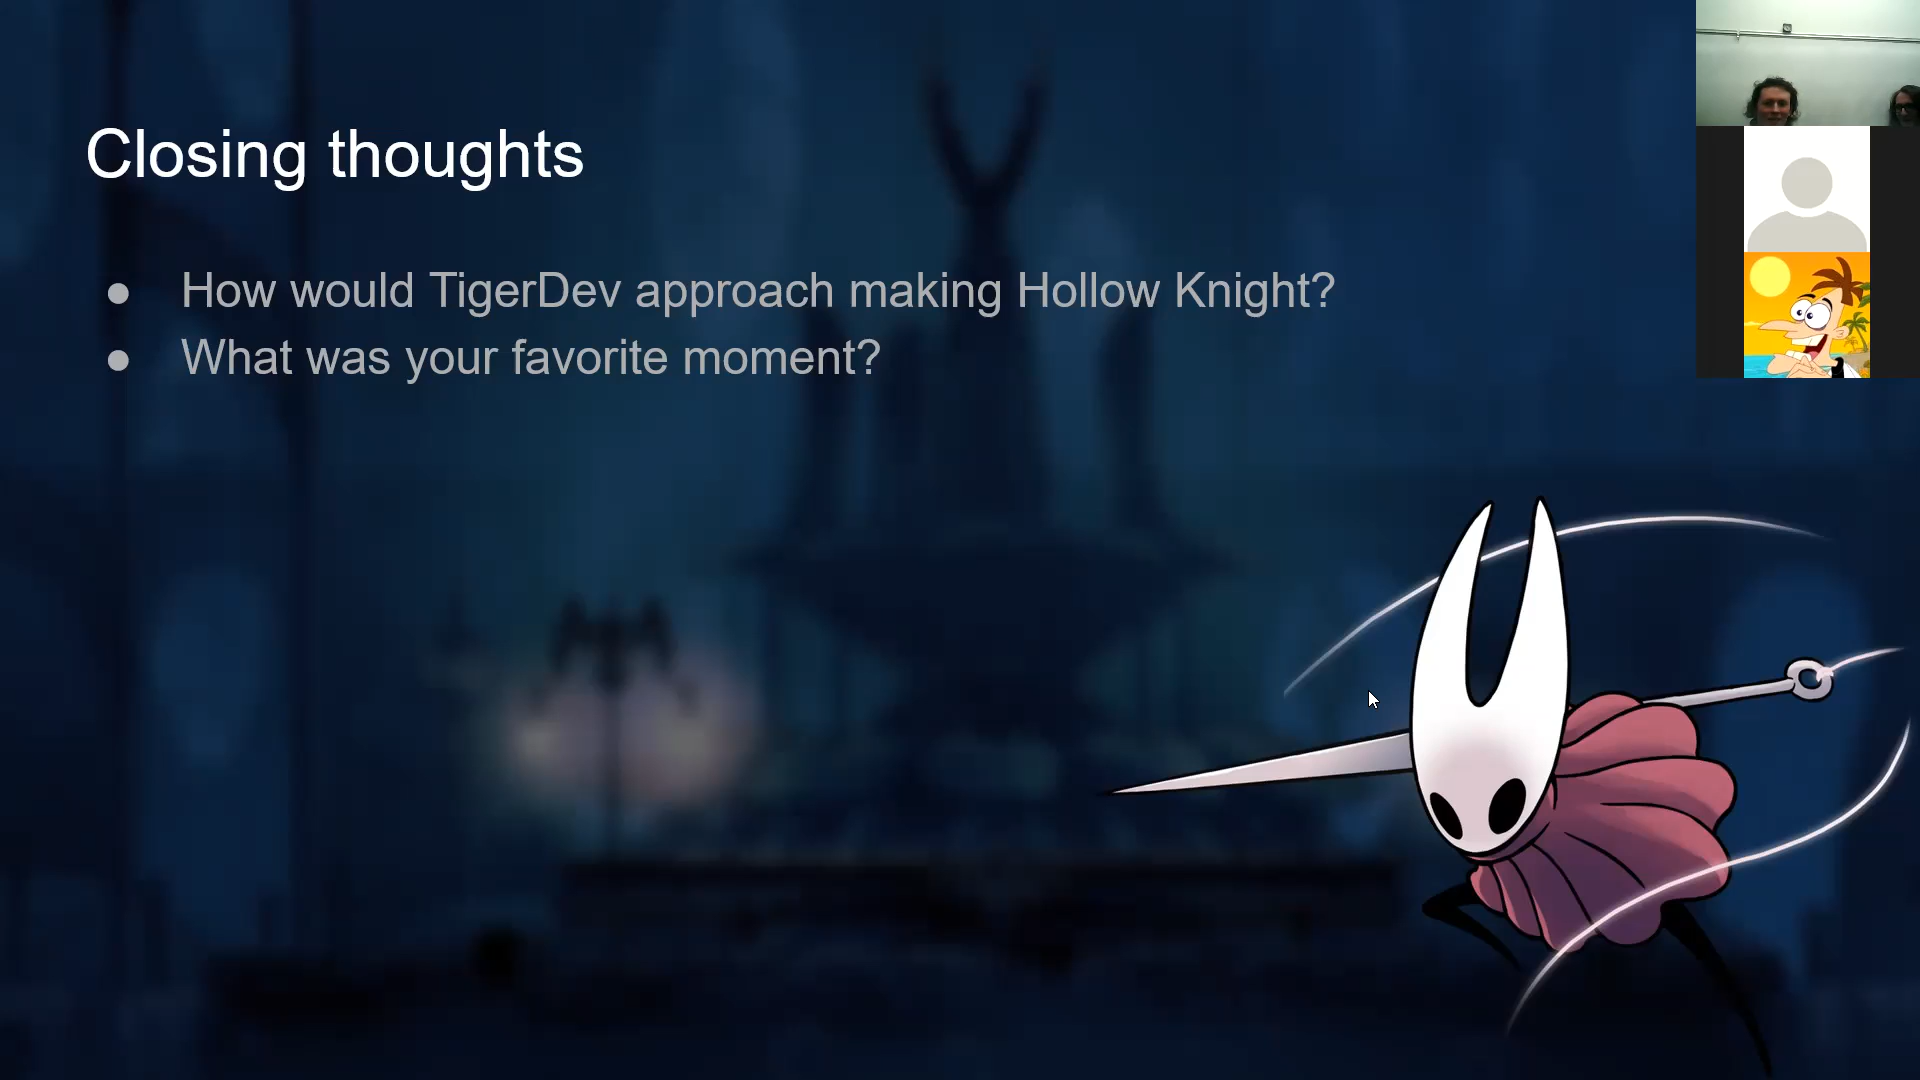 Closing thoughts
● How would TigerDev approach making Hollow Knight?
● What was your favorite moment?